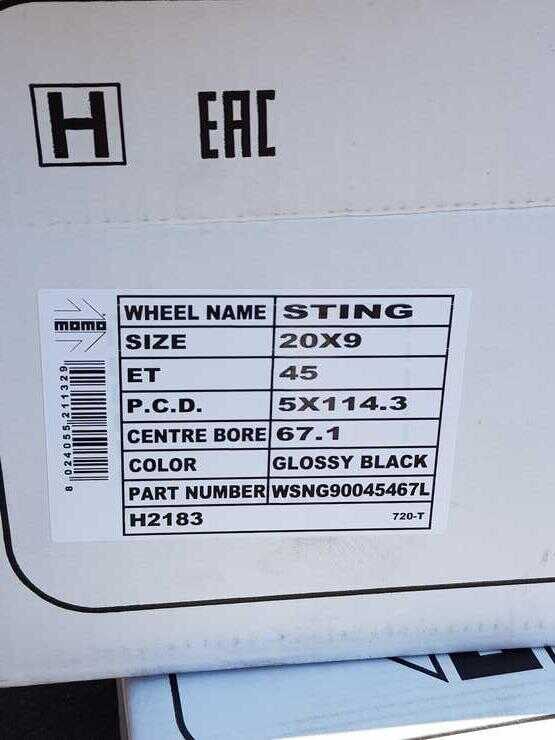 H EAC
momo
WHEEL NAME STING
SIZE 20X9
ET 45
P.C.D. 5X114.3
CENTRE BORE 67.1
COLOR GLOSSY BLACK
PART NUMBER WSNG90045467L
H2183 720-T
8 024055 211329